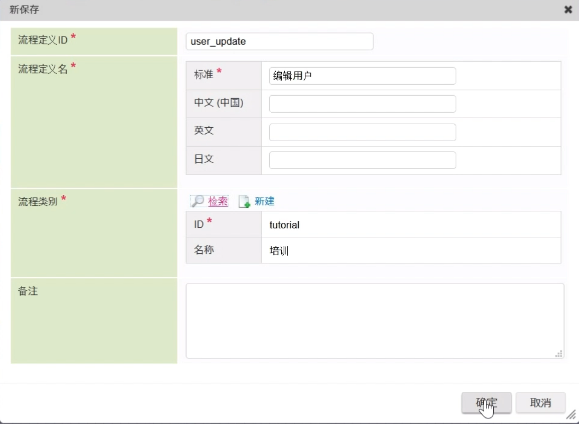 新保存
流程定义ID *
user_update
流程定义名 *
标准 *
编辑用户
中文 (中国)
英文
日文
流程类别 *
检索 新建
ID *
tutorial
名称
培训
备注
确定 取消